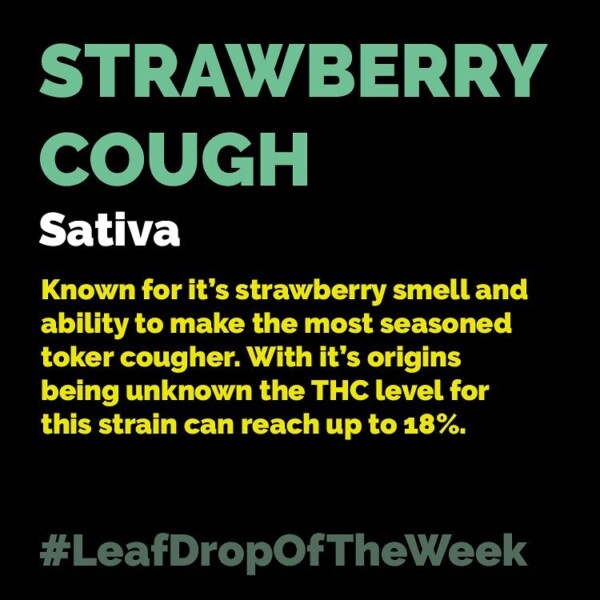 STRAWBERRY
COUGH
Sativa
Known for it's strawberry smell and
ability to make the most seasoned
toker cougher. With it's origins
being unknown the THC level for
this strain can reach up to 18%.
#LeafDropOfTheWeek